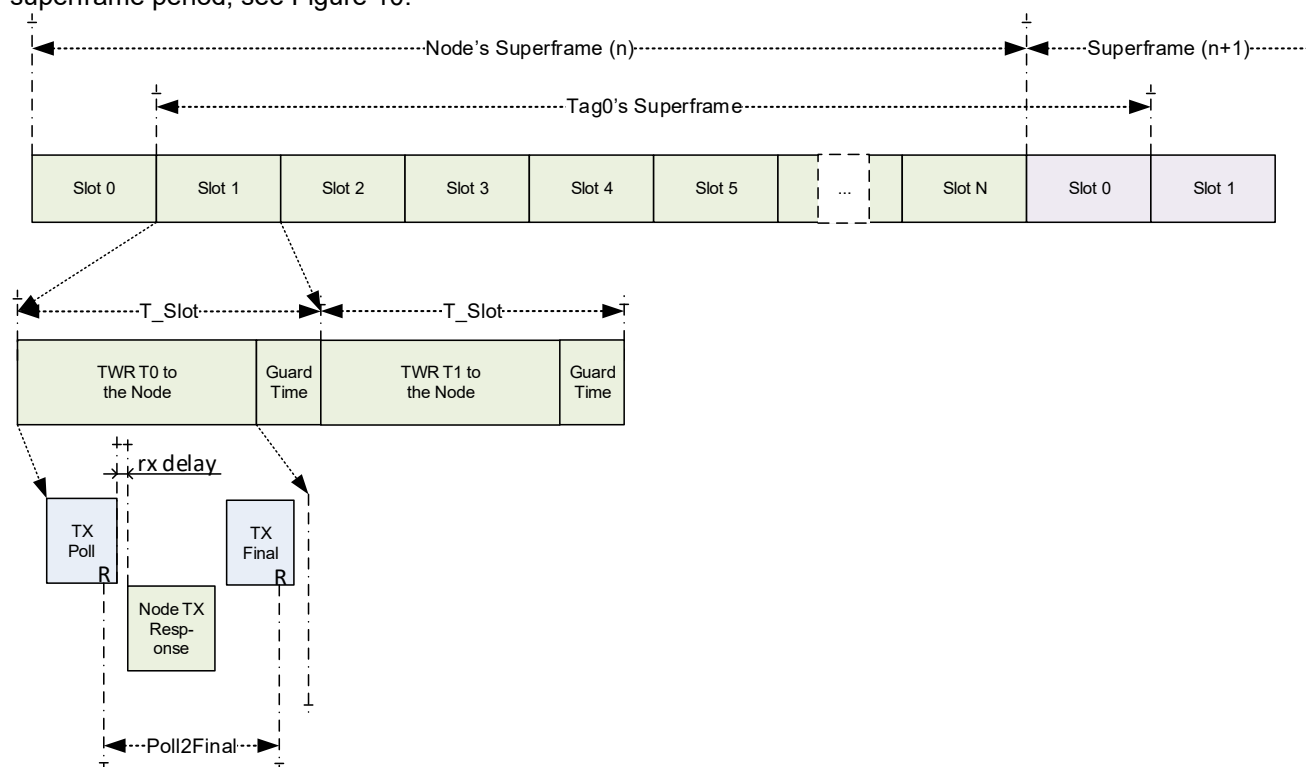 superframe period, see Figure 10.
Node's Superframe (n)
Superframe (n+1)
Tag0's Superframe
Slot 0
Slot 1
Slot 2
Slot 3
Slot 4
Slot 5
...
Slot N
Slot 0
Slot 1
T_Slot
T_Slot
TWR T0 to
the Node
Guard
Time
TWR T1 to
the Node
Guard
Time
rx delay
TX
Poll
R
TX
Final
R
Node TX
Resp-
onse
Poll2Final